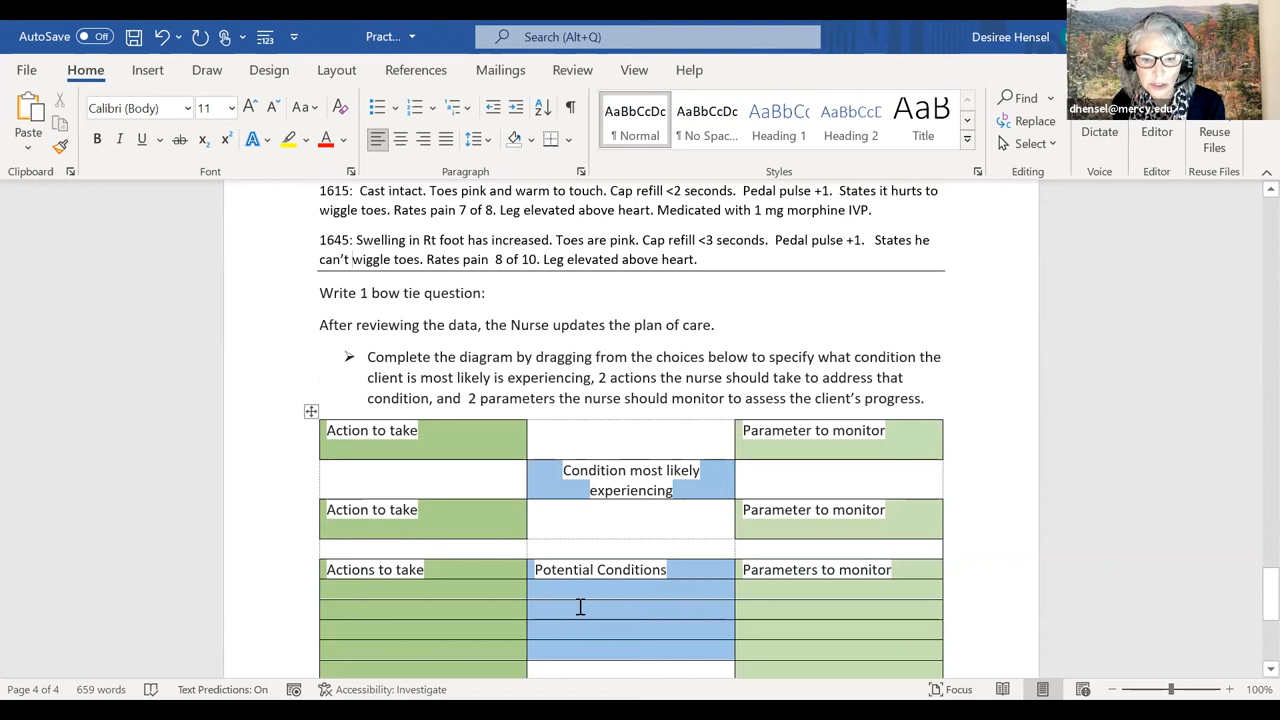 AutoSave Off Pract... Search (Alt+Q) Desiree Hensel
File Home Insert Draw Design Layout References Mailings Review View Help
dhensel@mercy.edu
Paste
Calibri (Body) 11
AaBbCcDc AaBbCcDc AaBbCc AaBbCcD AaB
¶ Normal ¶ No Spac... Heading 1 Heading 2 Title
Find
Replace
Select
Dictate
Editor
Reuse
Files
Clipboard Font Paragraph Styles Editing Voice Editor Reuse Files
1615: Cast intact. Toes pink and warm to touch. Cap refill <2 seconds. Pedal pulse +1. States it hurts to
wiggle toes. Rates pain 7 of 8. Leg elevated above heart. Medicated with 1 mg morphine IVP.
1645: Swelling in Rt foot has increased. Toes are pink. Cap refill <3 seconds. Pedal pulse +1. States he
can't wiggle toes. Rates pain 8 of 10. Leg elevated above heart.
Write 1 bow tie question:
After reviewing the data, the Nurse updates the plan of care.
➢ Complete the diagram by dragging from the choices below to specify what condition the
client is most likely is experiencing, 2 actions the nurse should take to address that
condition, and 2 parameters the nurse should monitor to assess the client's progress.
Action to take Parameter to monitor
Condition most likely
experiencing
Action to take Parameter to monitor
Actions to take Potential Conditions Parameters to monitor
Page 4 of 4 659 words Text Predictions: On Accessibility: Investigate Focus 100%